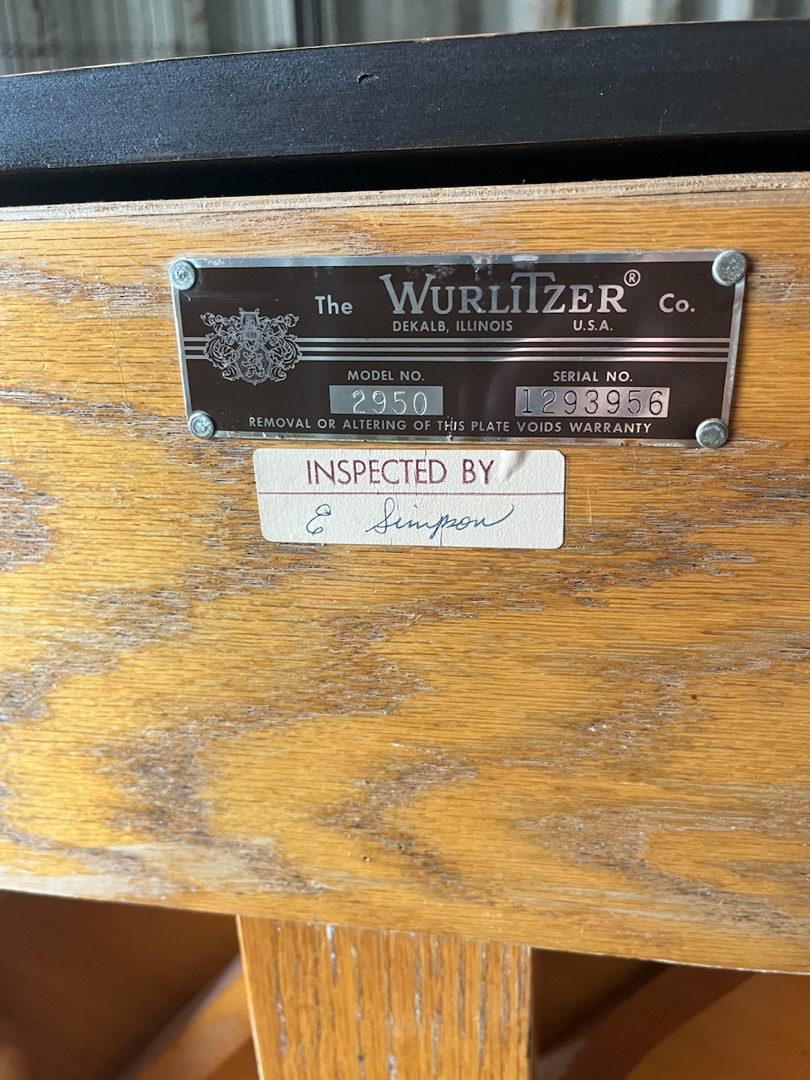 The WURLITZER® Co.
DEKALB, ILLINOIS U.S.A.
MODEL NO. SERIAL NO.
2950 1293956
REMOVAL OR ALTERING OF THIS PLATE VOIDS WARRANTY
INSPECTED BY
E Simpson